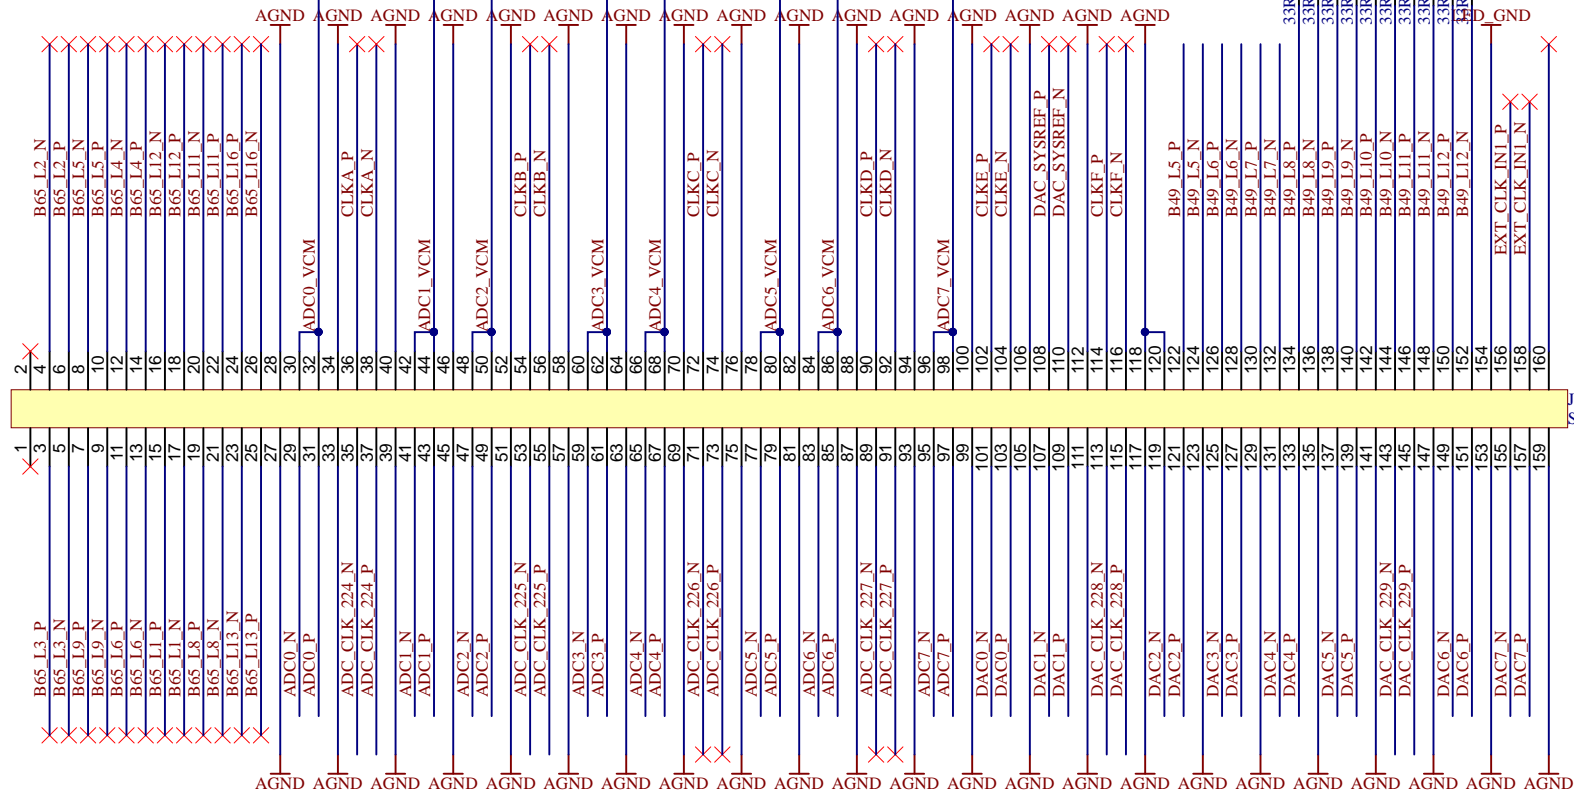 AGND AGND AGND AGND AGND AGND AGND AGND AGND AGND AGND AGND AGND AGND AGND AGND
33R
33R
33R
33R
33R
33R
33R
33R
33R
_GND
B65_L2_N
B65_L2_P
B65_L5_N
B65_L5_P
B65_L4_N
B65_L4_P
B65_L12_N
B65_L12_P
B65_L11_N
B65_L11_P
B65_L16_P
B65_L16_N
ADC0_VCM
CLKA_P
CLKA_N
ADC1_VCM
ADC2_VCM
CLKB_P
CLKB_N
ADC3_VCM
ADC4_VCM
CLKC_P
CLKC_N
ADC5_VCM
ADC6_VCM
CLKD_P
CLKD_N
ADC7_VCM
CLKE_P
CLKE_N
DAC_SYSREF_P
DAC_SYSREF_N
CLKF_P
CLKF_N
B49_L5_P
B49_L5_N
B49_L6_P
B49_L6_N
B49_L7_P
B49_L7_N
B49_L8_P
B49_L8_N
B49_L9_P
B49_L9_N
B49_L10_P
B49_L10_N
B49_L11_P
B49_L11_N
B49_L12_P
B49_L12_N
EXT_CLK_IN1_P
EXT_CLK_IN1_N
2 4 6 8 10 12 14 16 18 20 22 24 26 28 30 32 34 36 38 40 42 44 46 48 50 52 54 56 58 60 62 64 66 68 70 72 74 76 78 80 82 84 86 88 90 92 94 96 98 100 102 104 106 108 110 112 114 116 118 120 122 124 126 128 130 132 134 136 138 140 142 144 146 148 150 152 154 156 158 160
J
S
1 3 5 7 9 11 13 15 17 19 21 23 25 27 29 31 33 35 37 39 41 43 45 47 49 51 53 55 57 59 61 63 65 67 69 71 73 75 77 79 81 83 85 87 89 91 93 95 97 99 101 103 105 107 109 111 113 115 117 119 121 123 125 127 129 131 133 135 137 139 141 143 145 147 149 151 153 155 157 159
B65_L3_P
B65_L3_N
B65_L9_P
B65_L9_N
B65_L6_P
B65_L6_N
B65_L1_P
B65_L1_N
B65_L8_P
B65_L8_N
B65_L13_N
B65_L13_P
ADC0_N
ADC0_P
ADC_CLK_224_N
ADC_CLK_224_P
ADC1_N
ADC1_P
ADC2_N
ADC2_P
ADC_CLK_225_N
ADC_CLK_225_P
ADC3_N
ADC3_P
ADC4_N
ADC4_P
ADC_CLK_226_N
ADC_CLK_226_P
ADC5_N
ADC5_P
ADC6_N
ADC6_P
ADC_CLK_227_N
ADC_CLK_227_P
ADC7_N
ADC7_P
DAC0_N
DAC0_P
DAC1_N
DAC1_P
DAC_CLK_228_N
DAC_CLK_228_P
DAC2_N
DAC2_P
DAC3_N
DAC3_P
DAC4_N
DAC4_P
DAC5_N
DAC5_P
DAC_CLK_229_N
DAC_CLK_229_P
DAC6_N
DAC6_P
DAC7_N
DAC7_P
AGND AGND AGND AGND AGND AGND AGND AGND AGND AGND AGND AGND AGND AGND AGND AGND AGND AGND AGND AGND AGND AGND AGND